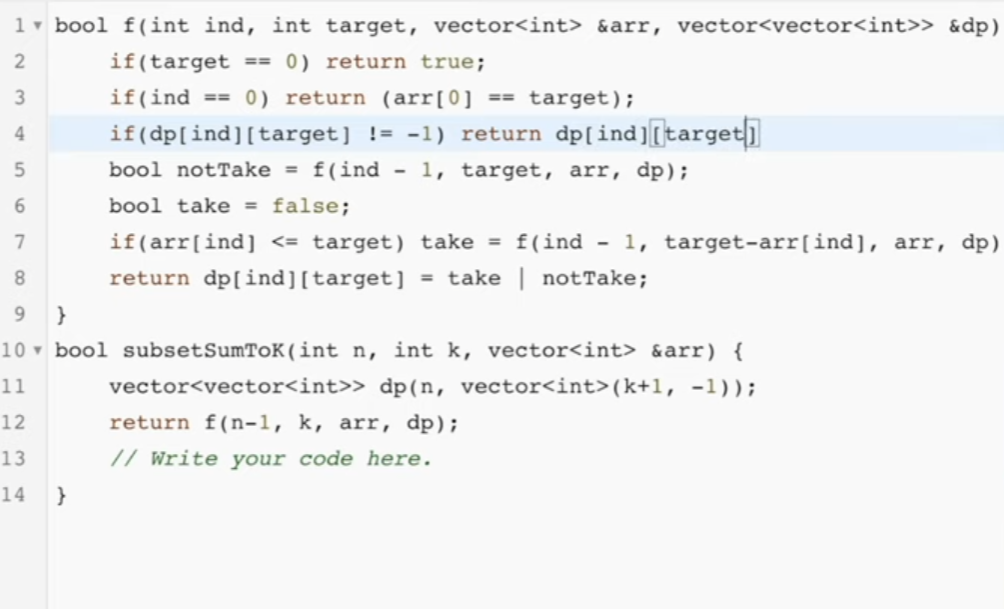 1 bool f(int ind, int target, vector<int> &arr, vector<vector<int>> &dp)
2 if(target == 0) return true;
3 if(ind == 0) return (arr[0] == target);
4 if(dp[ind][target] != -1) return dp[ind][target]
5 bool notTake = f(ind - 1, target, arr, dp);
6 bool take = false;
7 if(arr[ind] <= target) take = f(ind - 1, target-arr[ind], arr, dp)
8 return dp[ind][target] = take | notTake;
9 }
10 bool subsetSumToK(int n, int k, vector<int> &arr) {
11 vector<vector<int>> dp(n, vector<int>(k+1, -1));
12 return f(n-1, k, arr, dp);
13 // Write your code here.
14 }